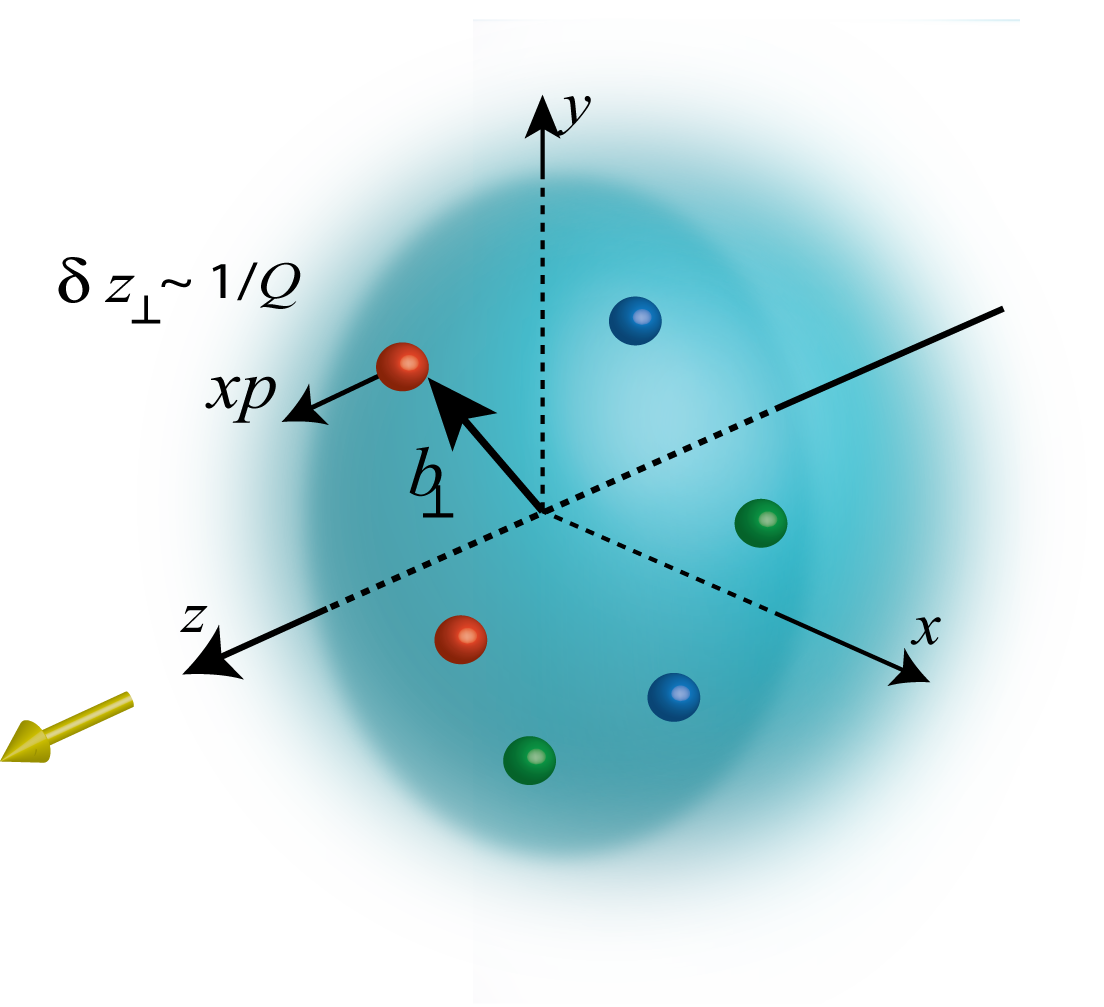 y
δ z⊥ ~ 1/Q
xp
b⊥
z
x